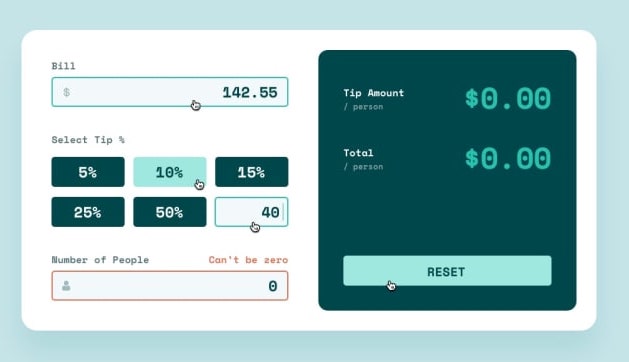 Bill
$ 142.55
Select Tip %
5% 10% 15%
25% 50% 40
Number of People Can't be zero
0
Tip Amount $0.00
/ person
Total $0.00
/ person
RESET